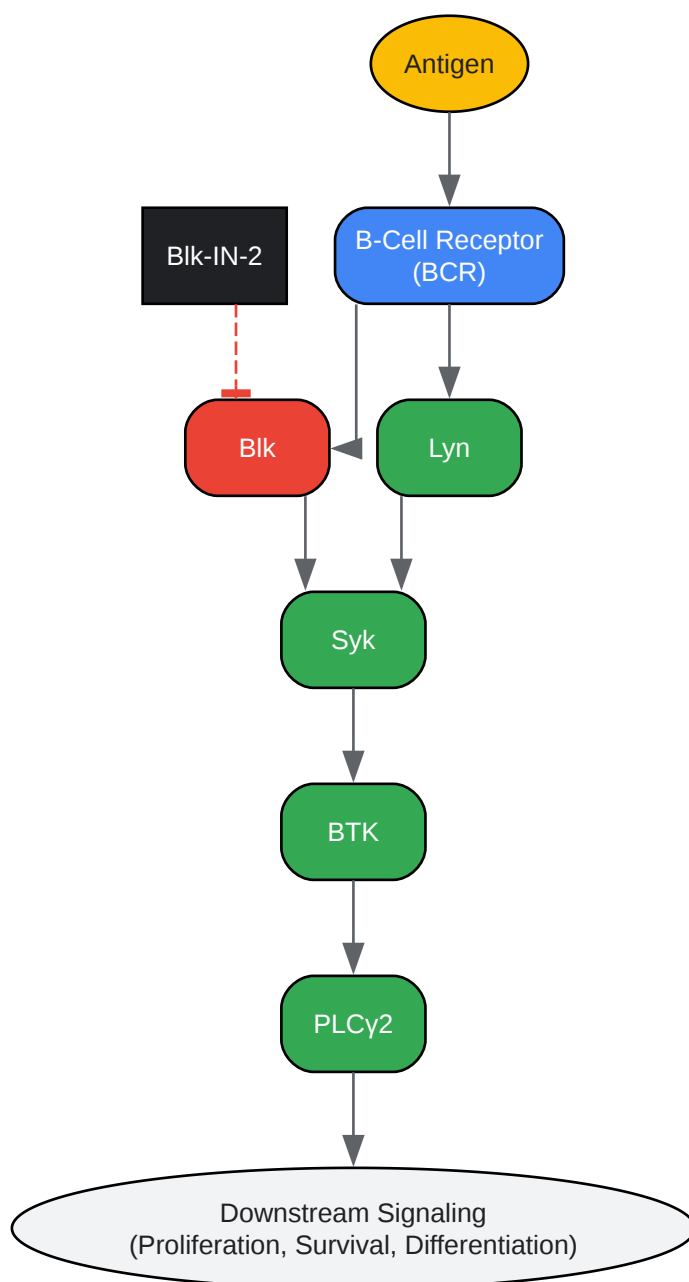 Antigen
Blk-IN-2
B-Cell Receptor
(BCR)
Blk
Lyn
Syk
BTK
PLCγ2
Downstream Signaling
(Proliferation, Survival, Differentiation)